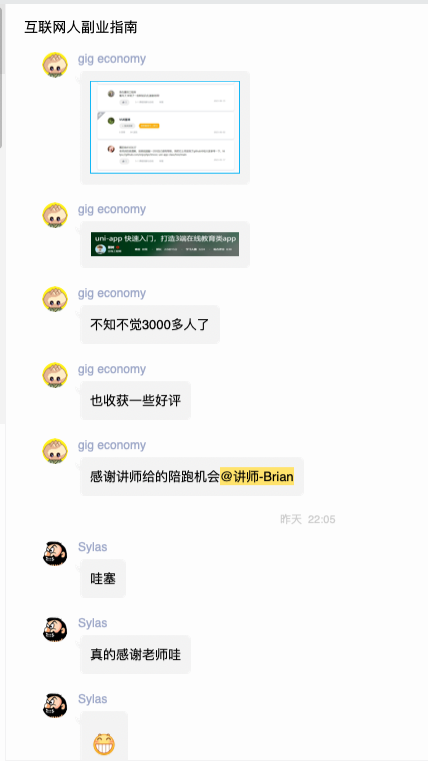 互联网人副业指南
gig economy
gig economy
uni-app 快速入门，打造3端在线教育类app
gig economy
不知不觉3000多人了
gig economy
也收获一些好评
gig economy
感谢讲师给的陪跑机会@讲师-Brian
昨天 22:05
Sylas
哇塞
Sylas
真的感谢老师哇
Sylas